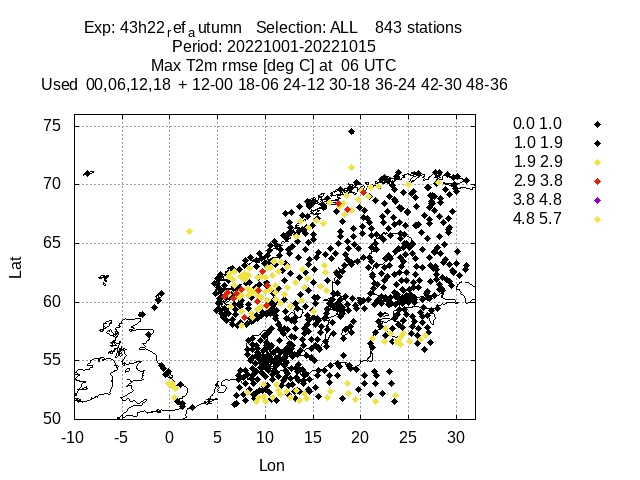 Exp: 43h22ref autumn   Selection: ALL    843 stations
Period: 20221001-20221015
Max T2m rmse [deg C] at  06 UTC
Used  00,06,12,18  + 12-00 18-06 24-12 30-18 36-24 42-30 48-36
0.0 1.0
1.0 1.9
1.9 2.9
2.9 3.8
3.8 4.8
4.8 5.7
75
70
65
60
55
50
Lat
-10 -5 0 5 10 15 20 25 30
Lon